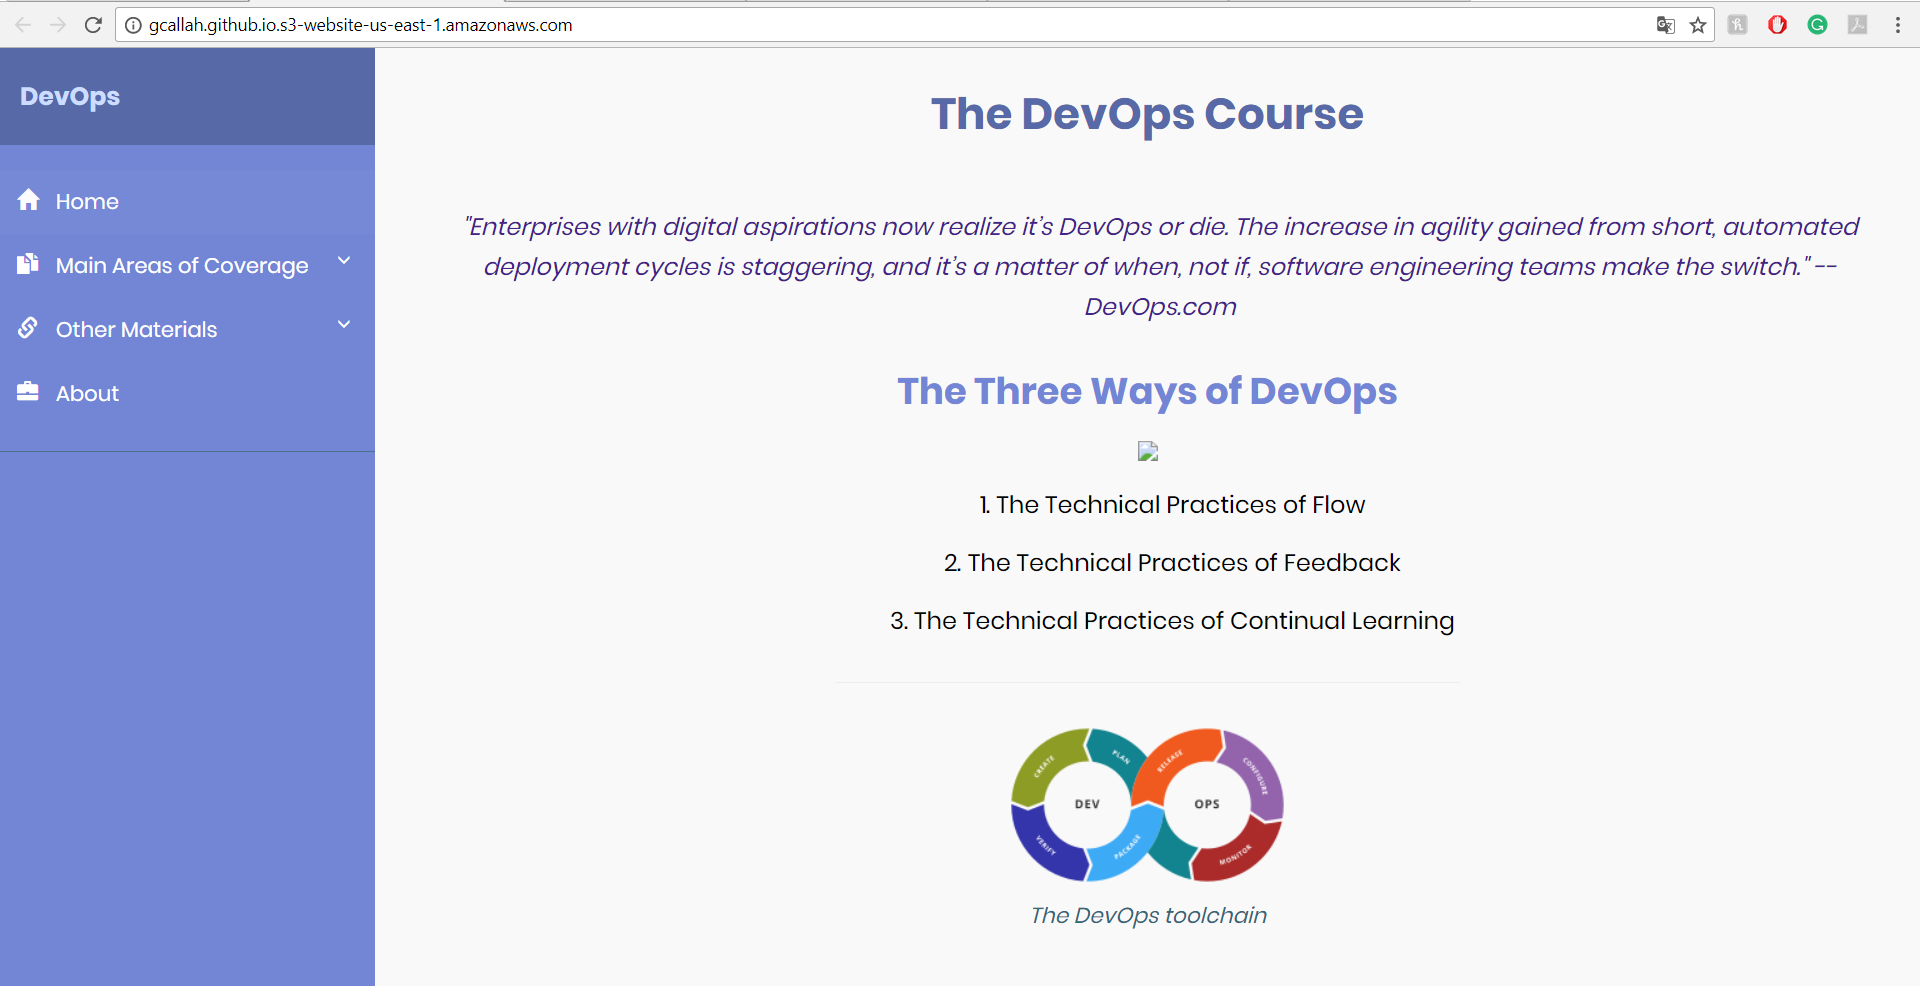 gcallah.github.io.s3-website-us-east-1.amazonaws.com
DevOps
Home
Main Areas of Coverage
Other Materials
About
The DevOps Course
"Enterprises with digital aspirations now realize it’s DevOps or die. The increase in agility gained from short, automated
deployment cycles is staggering, and it’s a matter of when, not if, software engineering teams make the switch." --
DevOps.com
The Three Ways of DevOps
1. The Technical Practices of Flow
2. The Technical Practices of Feedback
3. The Technical Practices of Continual Learning
CREATE
PLAN
RELEASE
CONFIGURE
DEV
OPS
VERIFY
PACKAGE
MONITOR
The DevOps toolchain